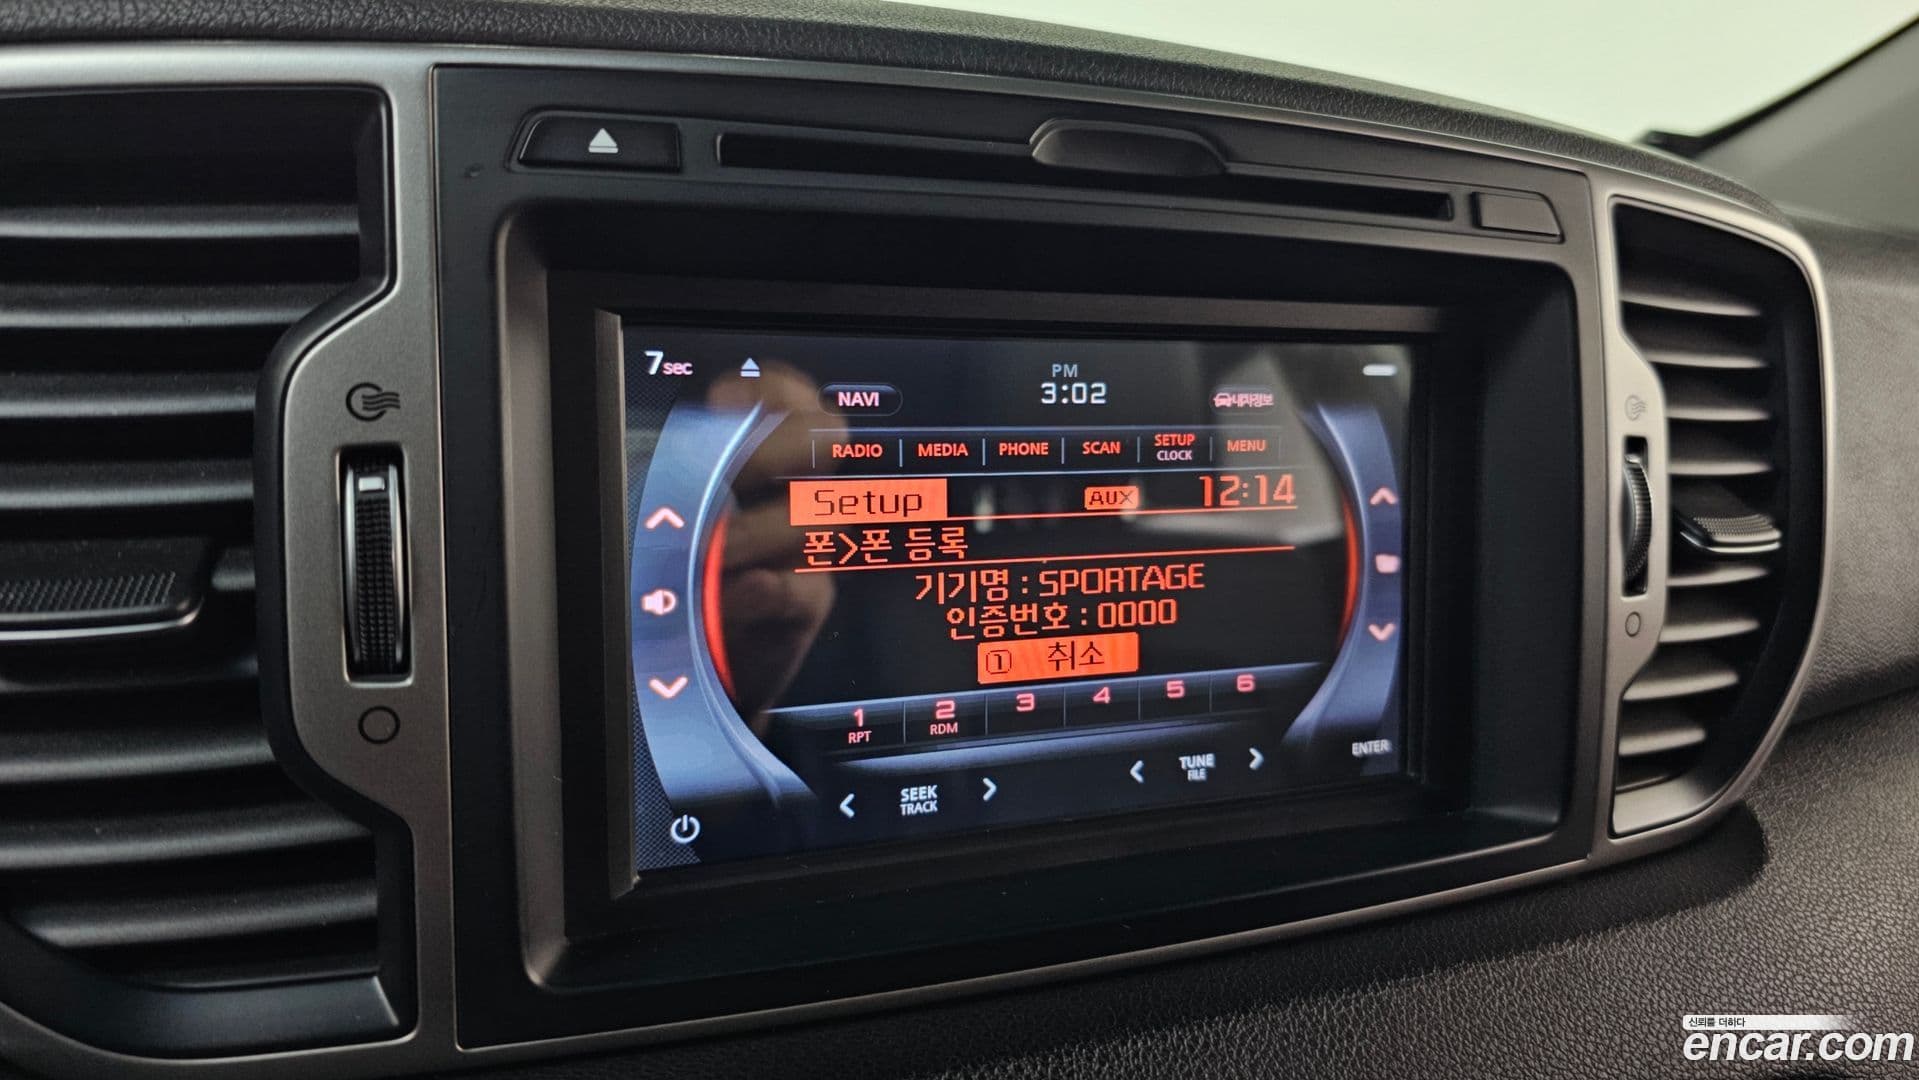 7sec
PM
NAVI
3:02
내차정보
RADIO MEDIA PHONE SCAN SETUP CLOCK MENU
Setup AUX 12:14
폰>폰 등록
기기명 : SPORTAGE
인증번호 : 0000
1 취소
1 RPT 2 RDM 3 4 5 6
SEEK TRACK
TUNE FILE
ENTER
신뢰를 더하다
encar.com